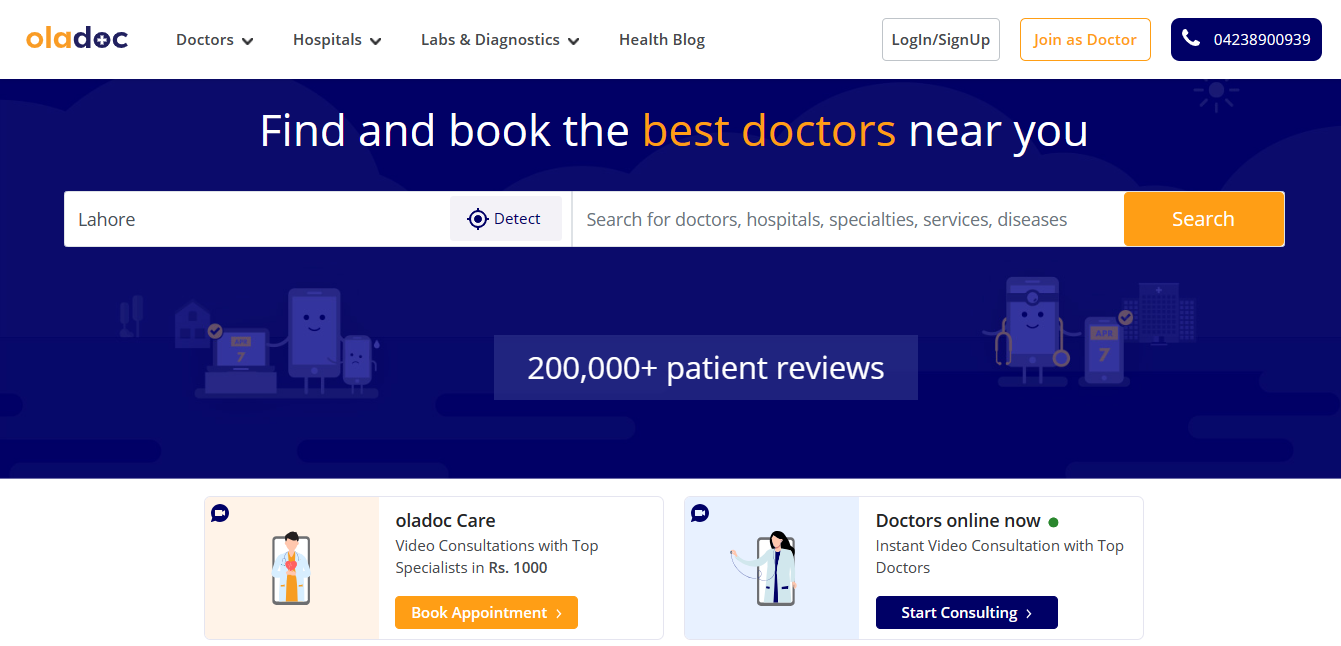 oladoc
Doctors
Hospitals
Labs & Diagnostics
Health Blog
LogIn/SignUp
Join as Doctor
04238900939
Find and book the best doctors near you
Lahore
Detect
Search for doctors, hospitals, specialties, services, diseases
Search
APR
7
APR
7
200,000+ patient reviews
oladoc Care
Video Consultations with Top
Specialists in Rs. 1000
Book Appointment ›
Doctors online now
Instant Video Consultation with Top
Doctors
Start Consulting ›